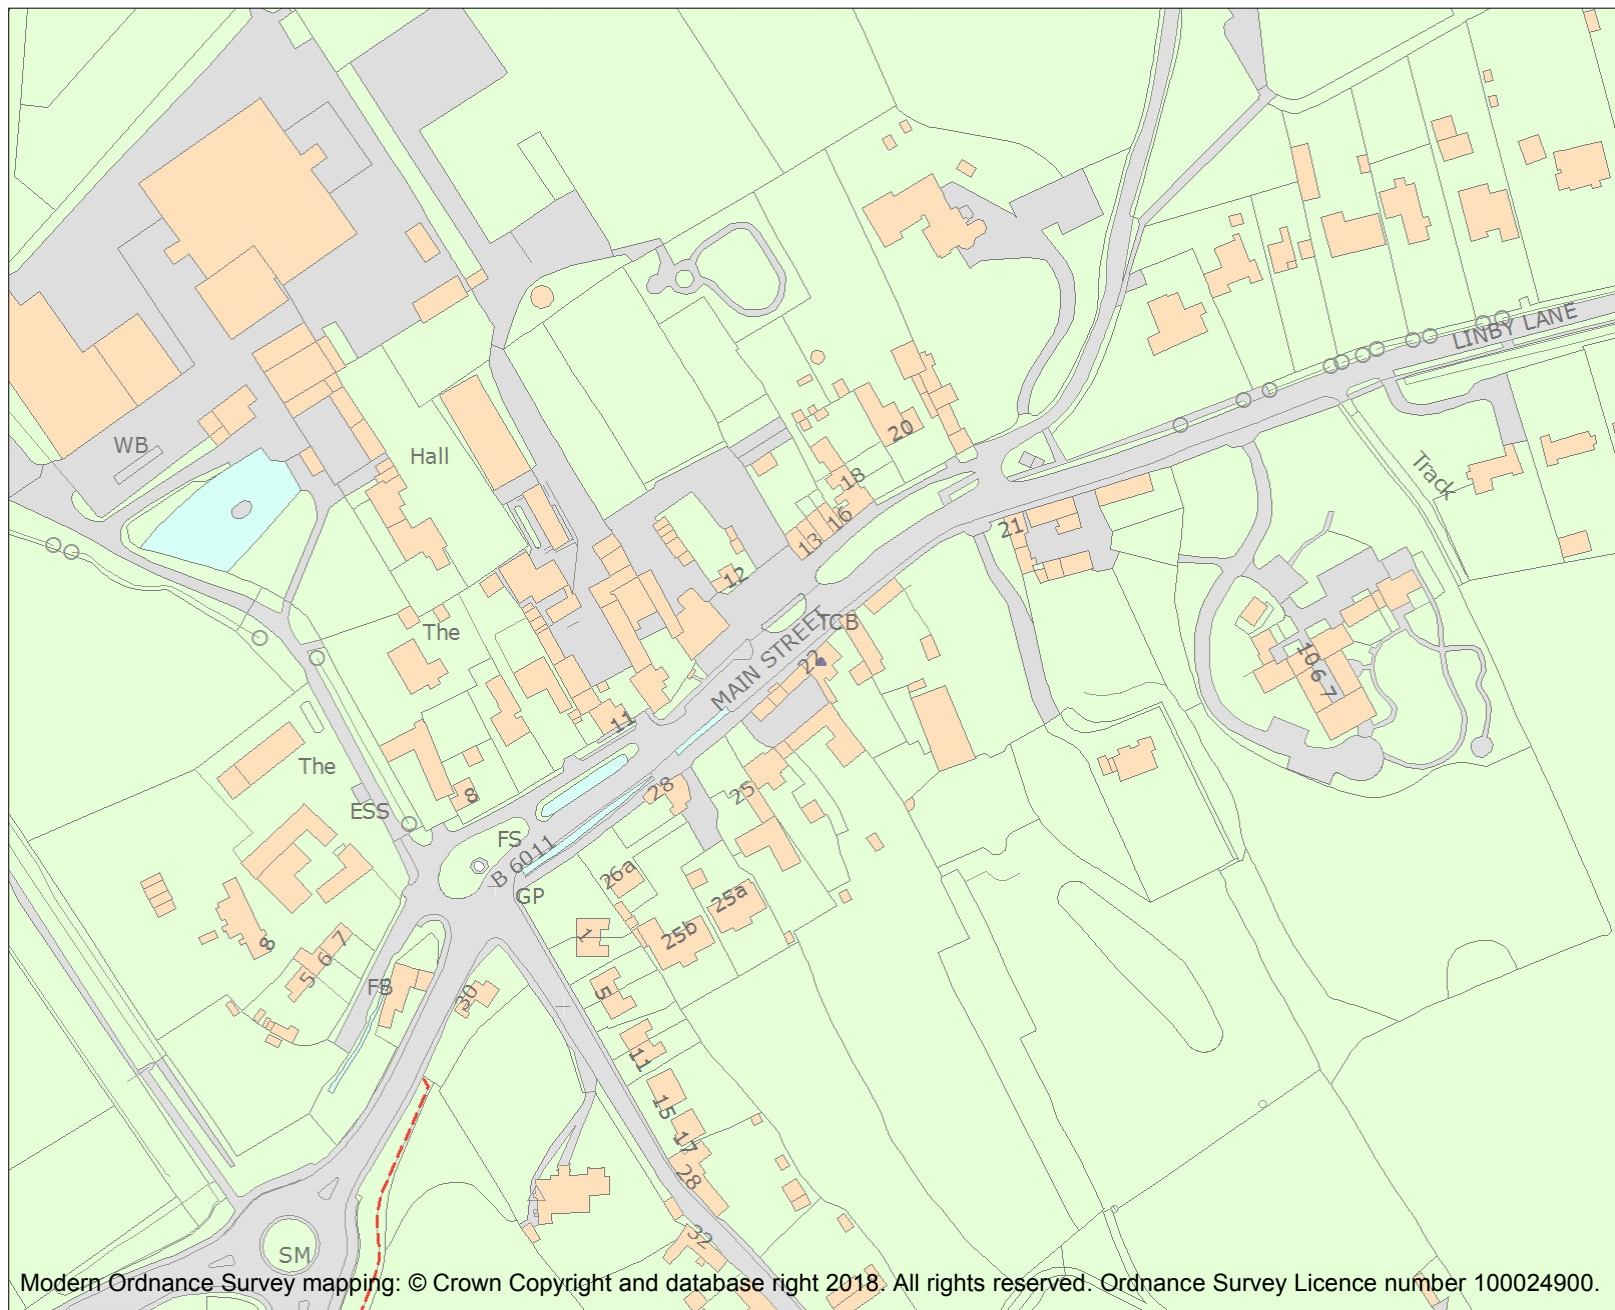 LINBY LANE
WB
Hall
20
18
Track
16
21
13
12
The
TCB
MAIN STREET
22
10 6 7
11
The
8
28
25
ESS
FS
B 6011
26a
GP
25a
1
25b
8
7
6
5
FB
30
5
11
15
17
28
32
SM
Modern Ordnance Survey mapping: © Crown Copyright and database right 2018. All rights reserved. Ordnance Survey Licence number 100024900.